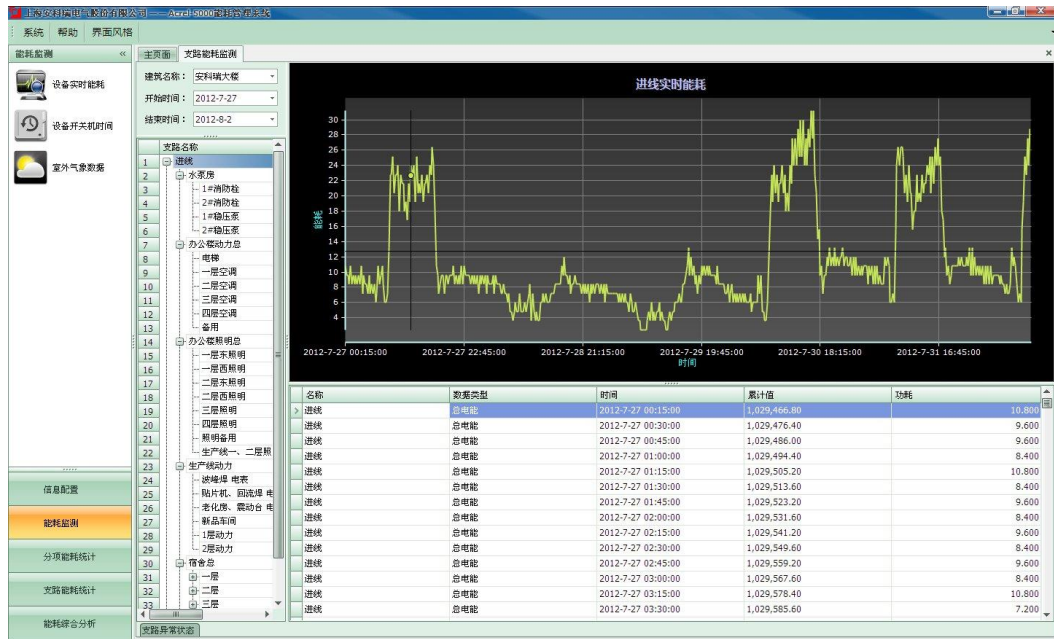 上海安科瑞电气股份有限公司——Acrel-5000能耗管理系统
系统 帮助 界面风格
能耗监测 «
设备实时能耗
设备开关机时间
室外气象数据
信息配置
能耗监测
分项能耗统计
支路能耗统计
能耗综合分析
主页面 支路能耗监测
建筑名称： 安科瑞大楼
开始时间： 2012-7-27
结束时间： 2012-8-2
支路名称
1 进线
2 水泵房
3 1#消防栓
4 2#消防栓
5 1#稳压泵
6 2#稳压泵
7 办公楼动力总
8 电梯
9 一层空调
10 二层空调
11 三层空调
12 四层空调
13 备用
14 办公楼照明总
15 一层东照明
16 一层西照明
17 二层东照明
18 二层西照明
19 三层照明
20 四层照明
21 照明备用
22 生产线一、二层照
23 生产线动力
24 波峰焊 电表
25 贴片机、回流焊 电
26 老化房、震动台 电
27 新品车间
28 1层动力
29 2层动力
30 宿舍总
31 一层
32 二层
33 三层
支路异常状态
进线实时能耗
能耗
30
28
26
24
22
20
18
16
14
12
10
8
6
4
2012-7-27 00:15:00 2012-7-27 22:45:00 2012-7-28 21:15:00 2012-7-29 19:45:00 2012-7-30 18:15:00 2012-7-31 16:45:00
时间
名称 数据类型 时间 累计值 功耗
进线 总电能 2012-7-27 00:15:00 1,029,466.80 10.800
进线 总电能 2012-7-27 00:30:00 1,029,476.40 9.600
进线 总电能 2012-7-27 00:45:00 1,029,486.00 9.600
进线 总电能 2012-7-27 01:00:00 1,029,494.40 8.400
进线 总电能 2012-7-27 01:15:00 1,029,505.20 10.800
进线 总电能 2012-7-27 01:30:00 1,029,513.60 8.400
进线 总电能 2012-7-27 01:45:00 1,029,523.20 9.600
进线 总电能 2012-7-27 02:00:00 1,029,531.60 8.400
进线 总电能 2012-7-27 02:15:00 1,029,541.20 9.600
进线 总电能 2012-7-27 02:30:00 1,029,549.60 8.400
进线 总电能 2012-7-27 02:45:00 1,029,559.20 9.600
进线 总电能 2012-7-27 03:00:00 1,029,567.60 8.400
进线 总电能 2012-7-27 03:15:00 1,029,578.40 10.800
进线 总电能 2012-7-27 03:30:00 1,029,585.60 7.200